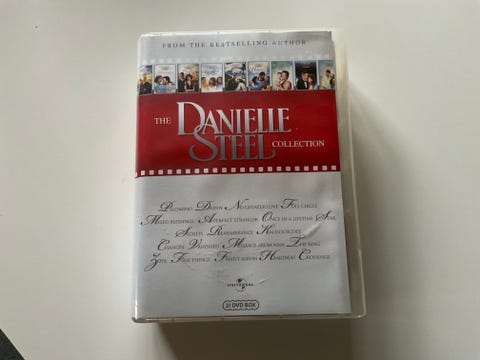 FROM THE BESTSELLING AUTHOR
THE DANIELLE STEEL COLLECTION
PALOMINO DADDY NO GREATER LOVE FULL CIRCLE
MIXED BLESSINGS A PERFECT STRANGER ONCE IN A LIFETIME STAR
SECRETS REMEMBRANCE KALEIDOSCOPE
CHANGES VANISHED MESSAGE FROM NAM THE RING
ZOYA FINE THINGS FAMILY ALBUM HEARTBEAT CROSSINGS
UNIVERSAL
21 DVD BOX